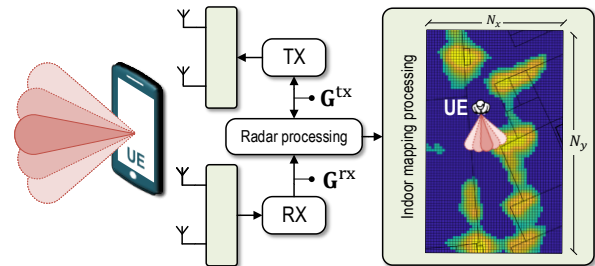 UE
TX
G^tx
Radar processing
G^rx
RX
Indoor mapping processing
N_x
UE
N_y